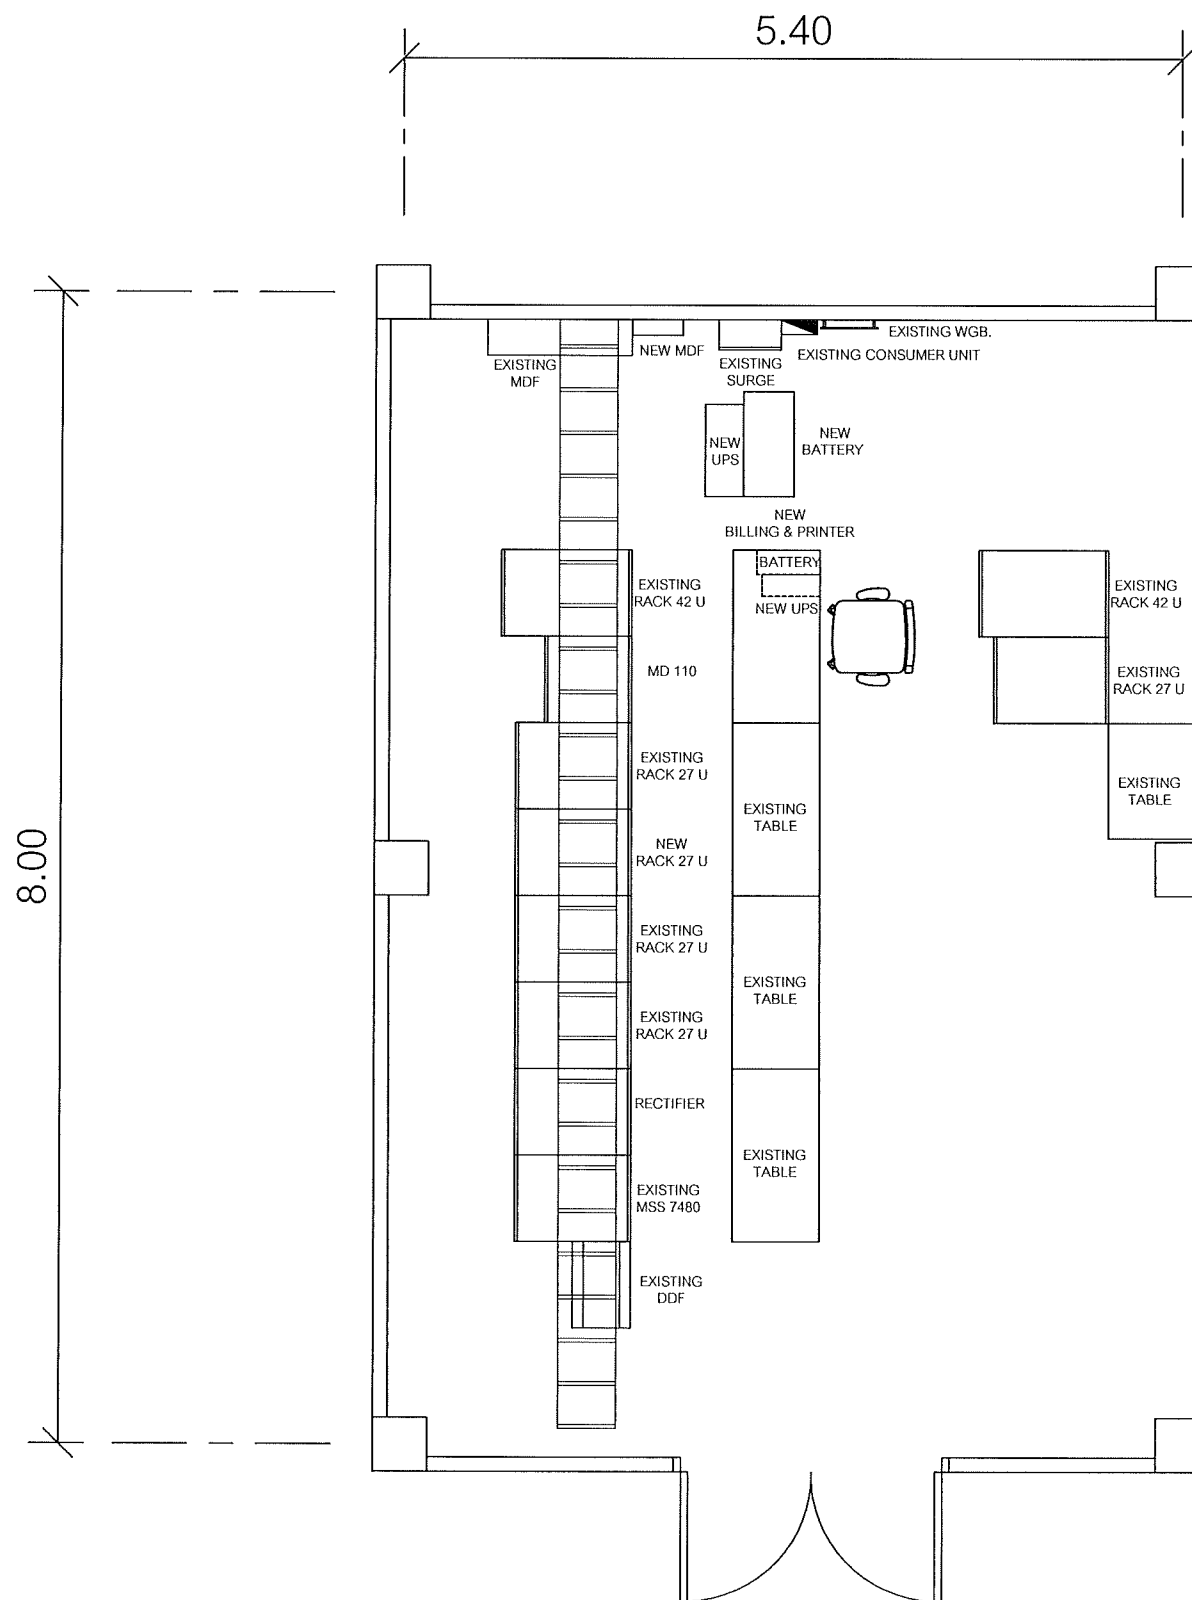 5.40
EXISTING WGB.
NEW MDF
EXISTING CONSUMER UNIT
EXISTING
MDF
EXISTING
SURGE
NEW
UPS
NEW
BATTERY
NEW
BILLING & PRINTER
BATTERY
NEW UPS
EXISTING
RACK 42 U
EXISTING
RACK 42 U
MD 110
EXISTING
RACK 27 U
EXISTING
RACK 27 U
EXISTING
TABLE
EXISTING
TABLE
8.00
NEW
RACK 27 U
EXISTING
RACK 27 U
EXISTING
TABLE
EXISTING
RACK 27 U
RECTIFIER
EXISTING
TABLE
EXISTING
MSS 7480
EXISTING
DDF